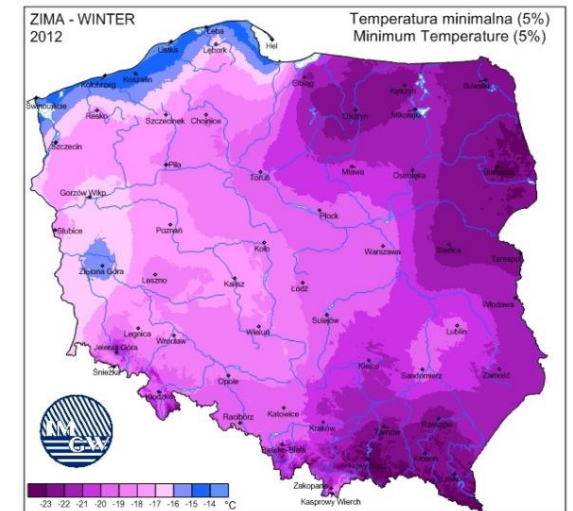 ZIMA - WINTER
2012
Temperatura minimalna (5%)
Minimum Temperature (5%)
Łeba
Hel
Ustka
Lębork
Koszalin
Kołobrzeg
Świnoujście
Elbląg
Kętrzyn
Suwałki
Resko
Szczecinek
Chojnice
Olsztyn
Mikołajki
Szczecin
Piła
Toruń
Mława
Ostrołęka
Białystok
Gorzów Wlkp
Płock
Słubice
Poznań
Koło
Warszawa
Siedlce
Terespol
Zielona Góra
Leszno
Kalisz
Łódź
Włodawa
Sulejów
Legnica
Wrocław
Wieluń
Lublin
Jelenia Góra
Śnieżka
Kielce
Sandomierz
Zamość
Opole
Kłodzko
Racibórz
Katowice
Kraków
Tarnów
Rzeszów
Bielsko-Biała
Nowy Sącz
Krosno
Lesko
Zakopane
Kasprowy Wierch
IMGW
-23 -22 -21 -20 -19 -18 -17 -16 -15 -14 °C